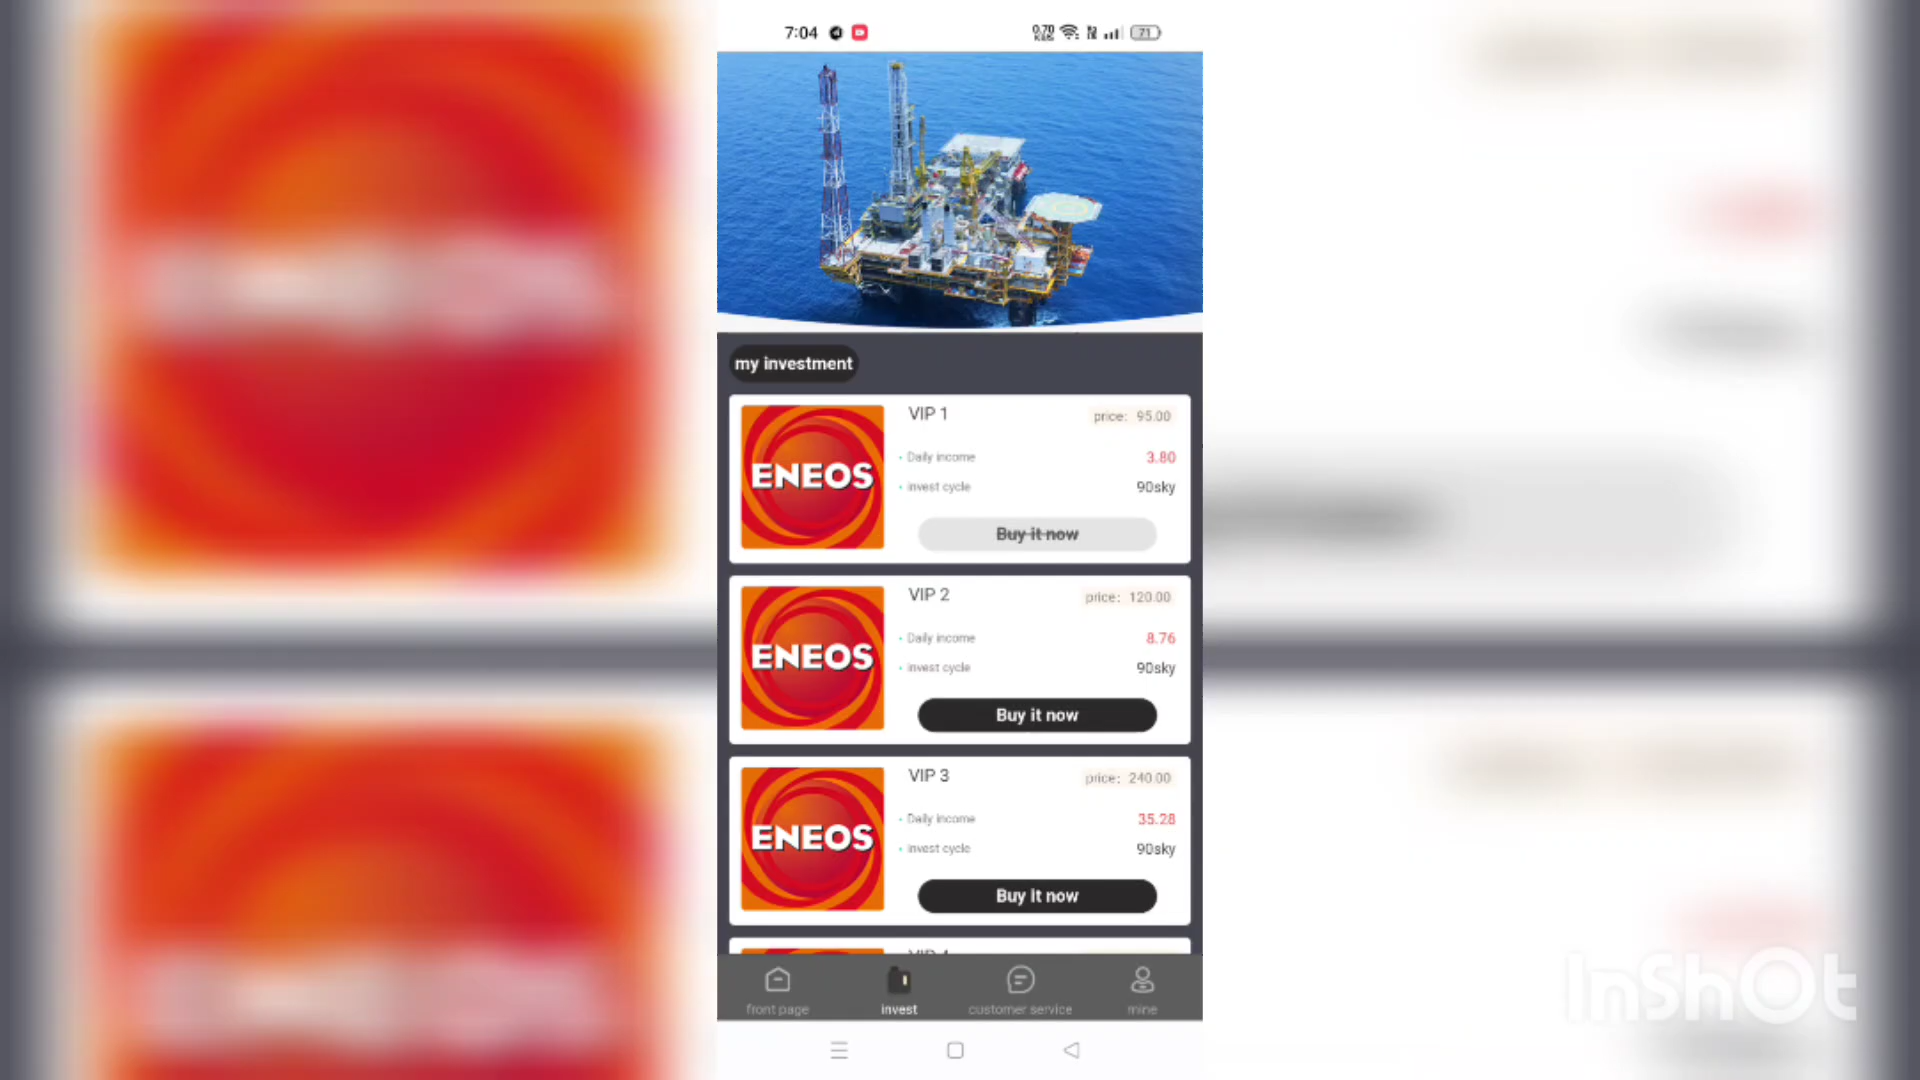 7:04
0.70
71
my investment
ENEOS
VIP 1
price: 95.00
Daily income
3.80
invest cycle
90sky
Buy it now
ENEOS
VIP 2
price: 120.00
Daily income
8.76
invest cycle
90sky
Buy it now
ENEOS
VIP 3
price: 240.00
Daily income
35.28
invest cycle
90sky
Buy it now
front page
invest
customer service
mine
InShOt